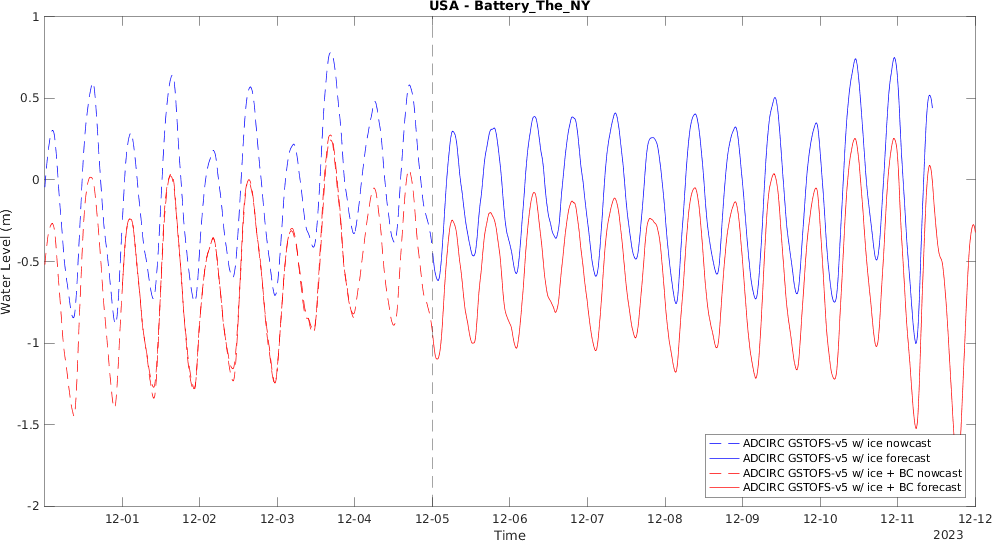 USA - Battery_The_NY
1
0.5
0
-0.5
-1
-1.5
-2
Water Level (m)
ADCIRC GSTOFS-v5 w/ ice nowcast
ADCIRC GSTOFS-v5 w/ ice forecast
ADCIRC GSTOFS-v5 w/ ice + BC nowcast
ADCIRC GSTOFS-v5 w/ ice + BC forecast
12-01 12-02 12-03 12-04 12-05 12-06 12-07 12-08 12-09 12-10 12-11 12-12
Time
2023